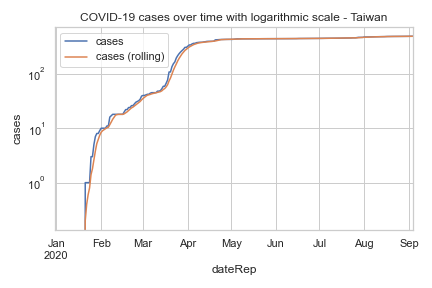 COVID-19 cases over time with logarithmic scale - Taiwan
cases
cases (rolling)
10²
10¹
10⁰
cases
Jan Feb Mar Apr May Jun Jul Aug Sep
2020
dateRep